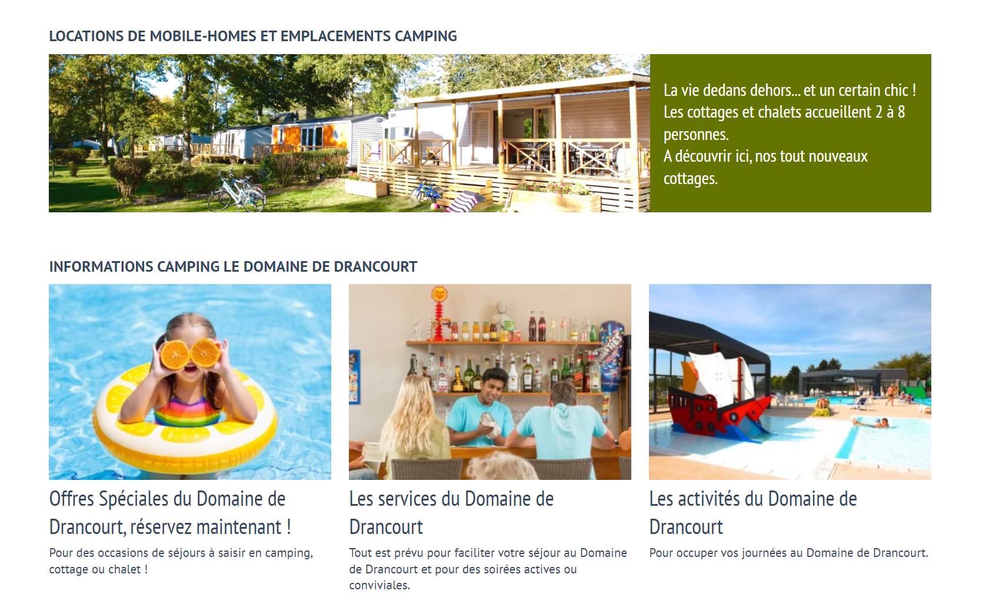 LOCATIONS DE MOBILE-HOMES ET EMPLACEMENTS CAMPING
La vie dedans dehors... et un certain chic !
Les cottages et chalets accueillent 2 à 8
personnes.
A découvrir ici, nos tout nouveaux
cottages.
INFORMATIONS CAMPING LE DOMAINE DE DRANCOURT
Offres Spéciales du Domaine de
Drancourt, réservez maintenant !
Pour des occasions de séjours à saisir en camping,
cottage ou chalet !
Les services du Domaine de
Drancourt
Tout est prévu pour faciliter votre séjour au Domaine
de Drancourt et pour des soirées actives ou
conviviales.
Les activités du Domaine de
Drancourt
Pour occuper vos journées au Domaine de Drancourt.